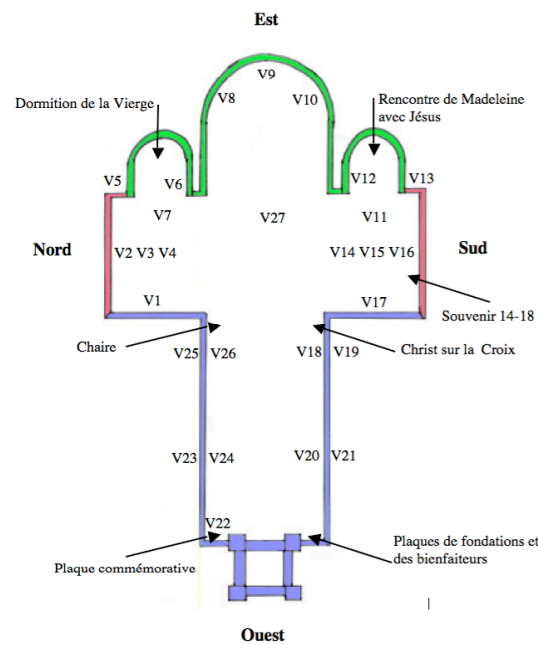 Est
V9
Dormition de la Vierge
V8
V10
Rencontre de Madeleine
avec Jésus
V5
V6
V12
V13
V7
V27
V11
Nord
V2 V3 V4
V14 V15 V16
Sud
V1
V17
Souvenir 14-18
Chaire
V25
V26
V18
V19
Christ sur la Croix
V23
V24
V20
V21
V22
Plaque commémorative
Plaques de fondations et
des bienfaiteurs
Ouest